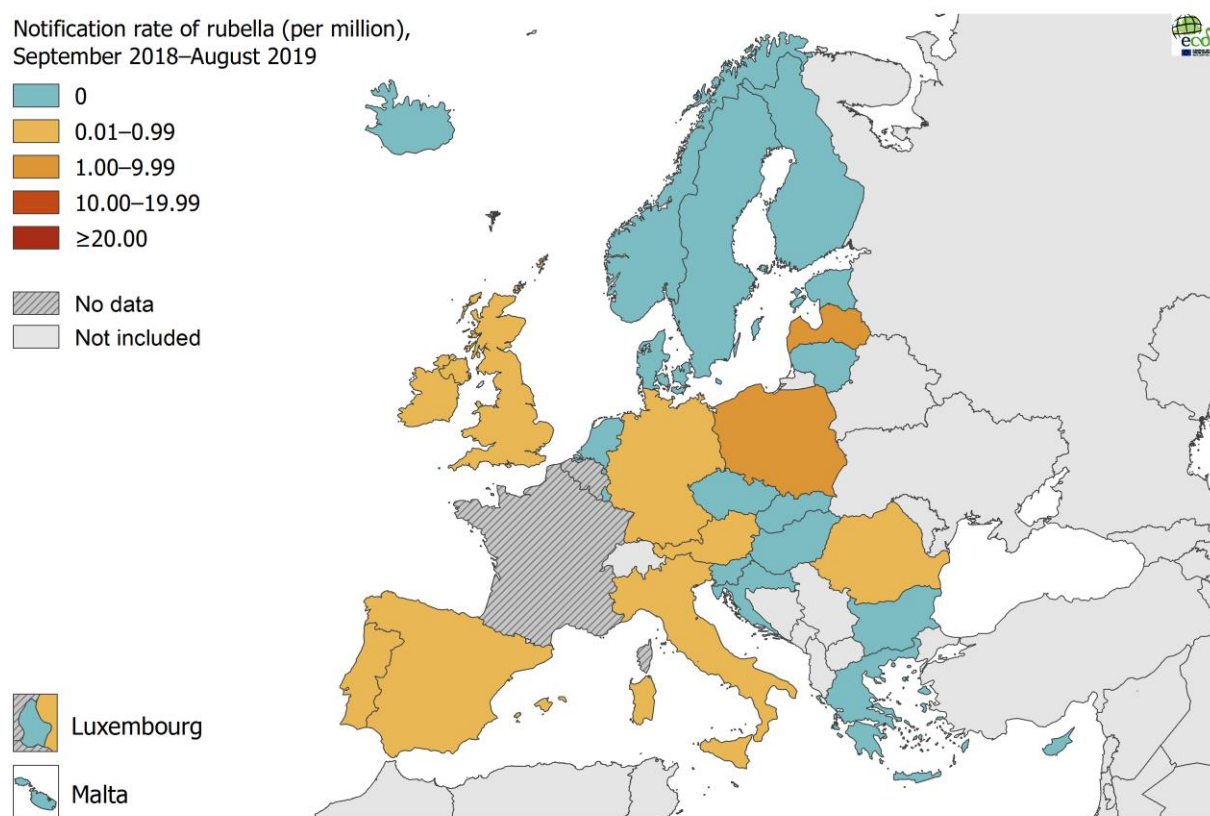 Notification rate of rubella (per million),
September 2018–August 2019
0
0.01–0.99
1.00–9.99
10.00–19.99
≥20.00
No data
Not included
Luxembourg
Malta